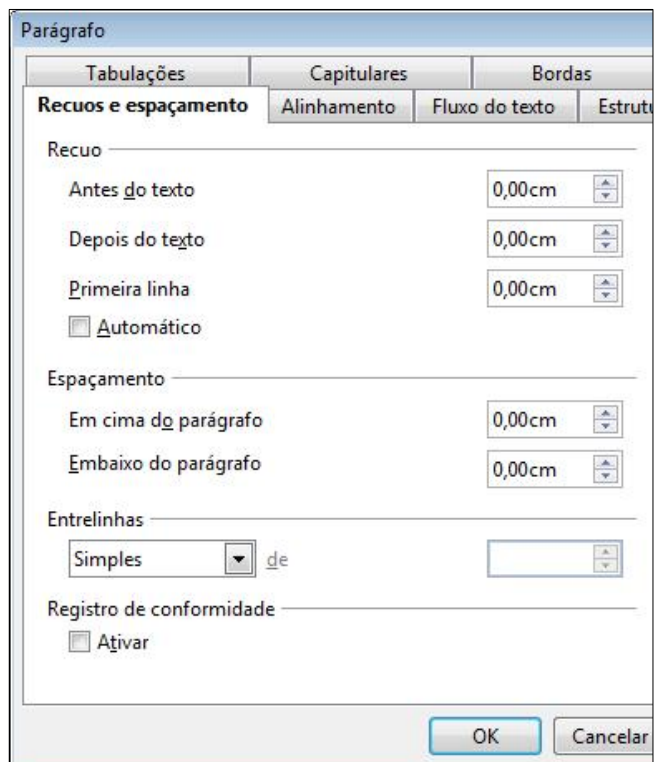 Parágrafo
Tabulações Capitulares Bordas
Recuos e espaçamento Alinhamento Fluxo do texto Estrutu
Recuo
Antes do texto 0,00cm
Depois do texto 0,00cm
Primeira linha 0,00cm
Automático
Espaçamento
Em cima do parágrafo 0,00cm
Embaixo do parágrafo 0,00cm
Entrelinhas
Simples de
Registro de conformidade
Ativar
OK Cancelar